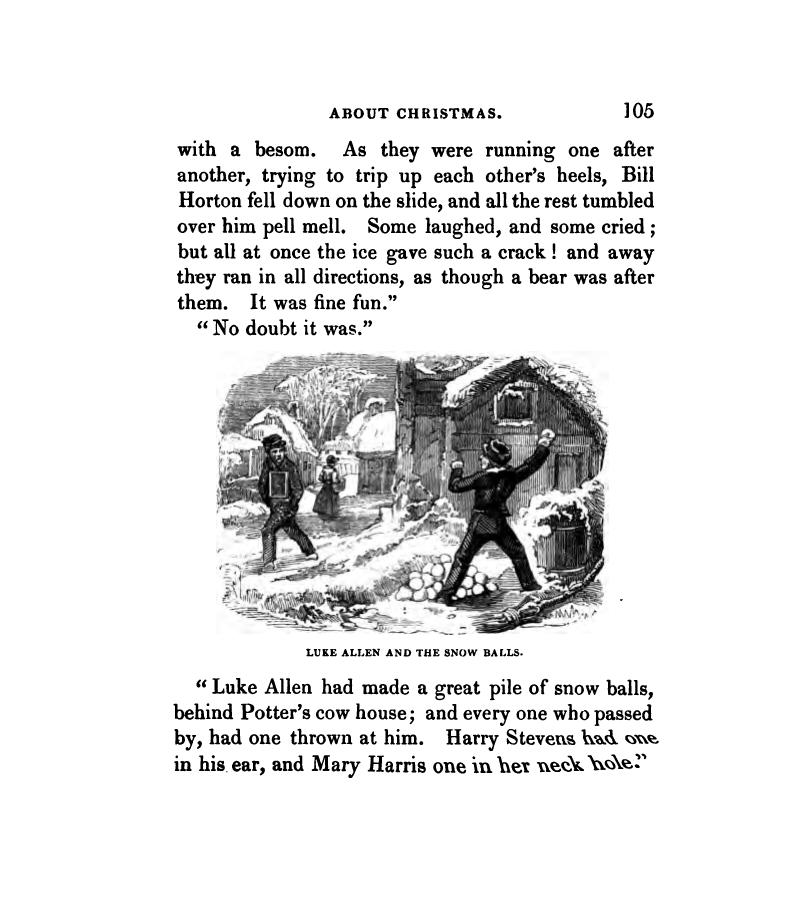 ABOUT CHRISTMAS. 105
with a besom. As they were running one after
another, trying to trip up each other's heels, Bill
Horton fell down on the slide, and all the rest tumbled
over him pell mell. Some laughed, and some cried;
but all at once the ice gave such a crack! and away
they ran in all directions, as though a bear was after
them. It was fine fun."
"No doubt it was."
LUKE ALLEN AND THE SNOW BALLS.
"Luke Allen had made a great pile of snow balls,
behind Potter's cow house; and every one who passed
by, had one thrown at him. Harry Stevens had one
in his ear, and Mary Harris one in her neck hole."